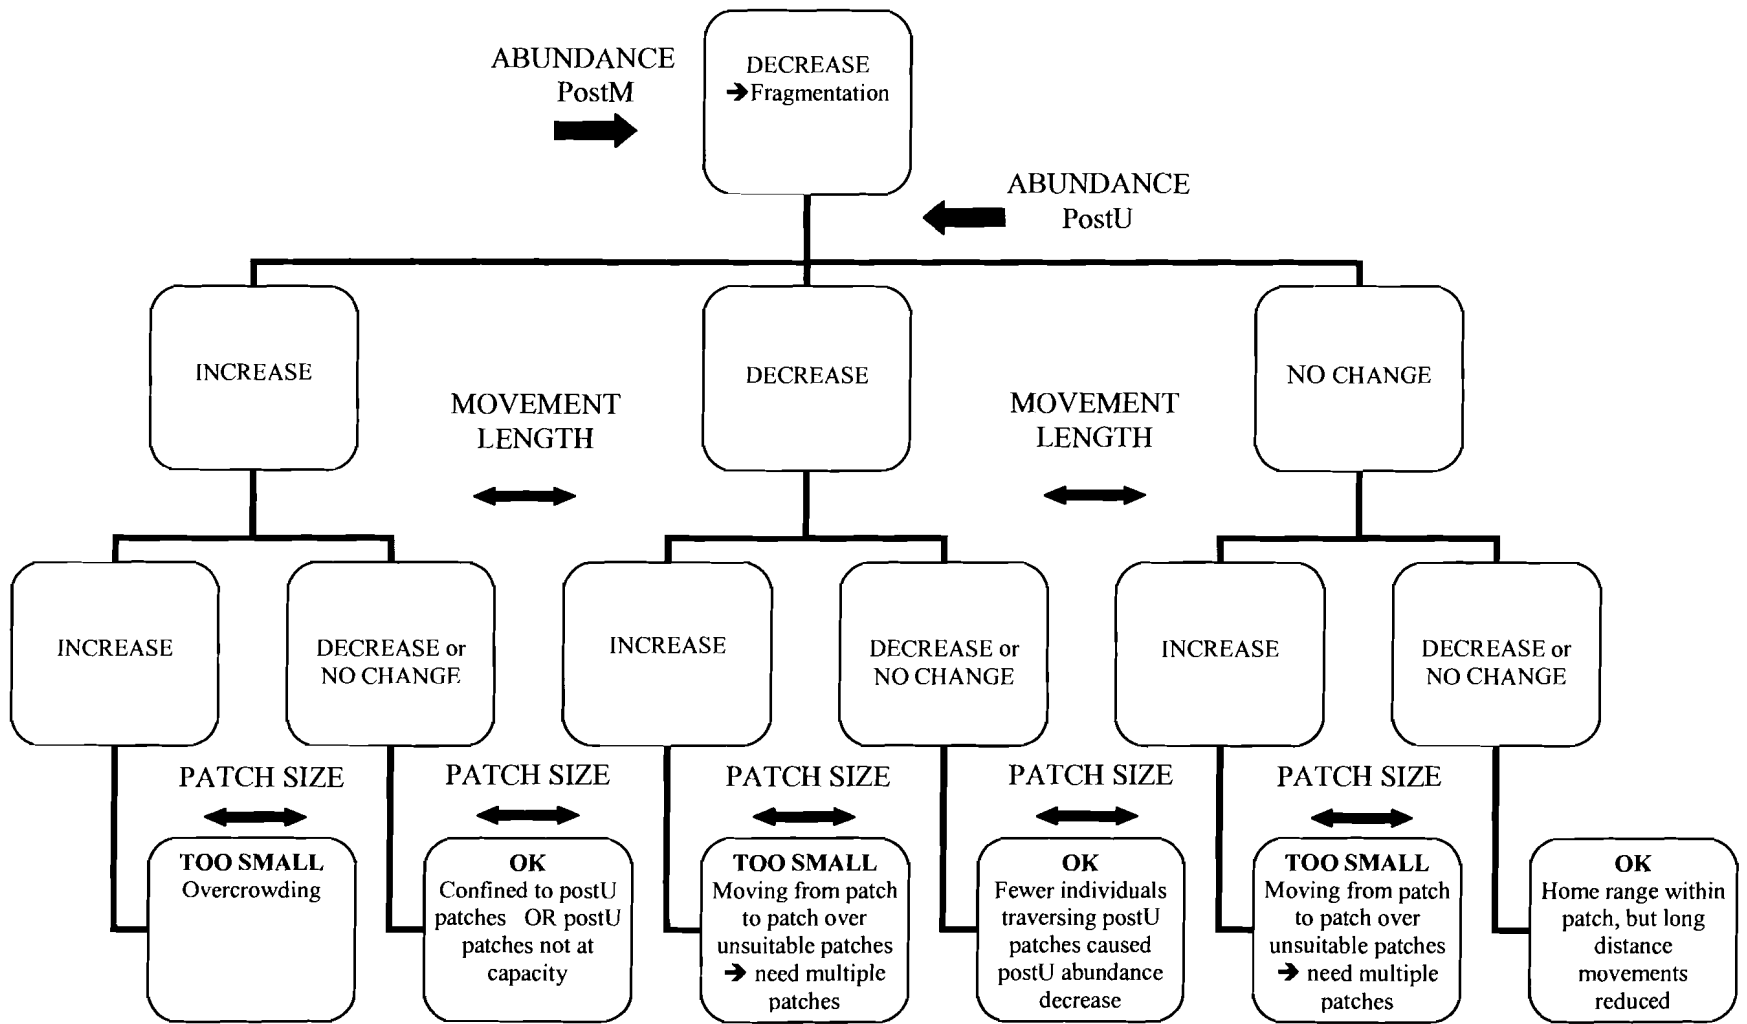 ABUNDANCE
PostM
DECREASE
➔Fragmentation
ABUNDANCE
PostU
INCREASE
DECREASE
NO CHANGE
MOVEMENT
LENGTH
MOVEMENT
LENGTH
INCREASE
DECREASE or
NO CHANGE
INCREASE
DECREASE or
NO CHANGE
INCREASE
DECREASE or
NO CHANGE
PATCH SIZE
PATCH SIZE
PATCH SIZE
PATCH SIZE
PATCH SIZE
TOO SMALL
Overcrowding
OK
Confined to postU
patches OR postU
patches not at
capacity
TOO SMALL
Moving from patch
to patch over
unsuitable patches
➔ need multiple
patches
OK
Fewer individuals
traversing postU
patches caused
postU abundance
decrease
TOO SMALL
Moving from patch
to patch over
unsuitable patches
➔ need multiple
patches
OK
Home range within
patch, but long
distance
movements
reduced